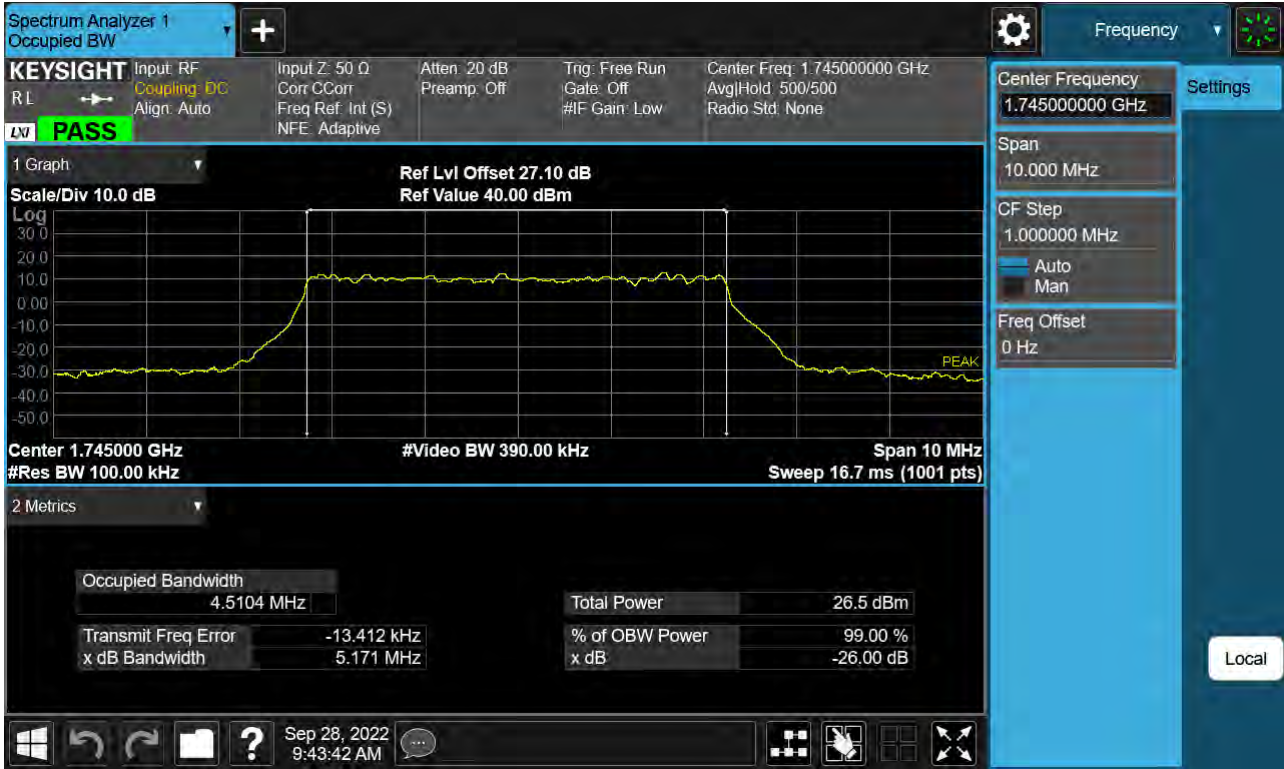 Spectrum Analyzer 1
Occupied BW
Frequency
KEYSIGHT
R L
LXI
PASS
Input: RF
Coupling: DC
Align: Auto
Input Z: 50 Ω
Corr CCorr
Freq Ref: Int (S)
NFE: Adaptive
Atten: 20 dB
Preamp: Off
Trig: Free Run
Gate: Off
#IF Gain: Low
Center Freq: 1.745000000 GHz
Avg|Hold: 500/500
Radio Std: None
Center Frequency
1.745000000 GHz
Settings
Span
10.000 MHz
CF Step
1.000000 MHz
Auto
Man
Freq Offset
0 Hz
Local
1 Graph
Scale/Div 10.0 dB
Ref Lvl Offset 27.10 dB
Ref Value 40.00 dBm
Log
30.0
20.0
10.0
0.00
-10.0
-20.0
-30.0
-40.0
-50.0
PEAK
Center 1.745000 GHz
#Video BW 390.00 kHz
Span 10 MHz
#Res BW 100.00 kHz
Sweep 16.7 ms (1001 pts)
2 Metrics
Occupied Bandwidth
4.5104 MHz
Total Power 26.5 dBm
Transmit Freq Error -13.412 kHz
% of OBW Power 99.00 %
x dB Bandwidth 5.171 MHz
x dB -26.00 dB
?
Sep 28, 2022
9:43:42 AM